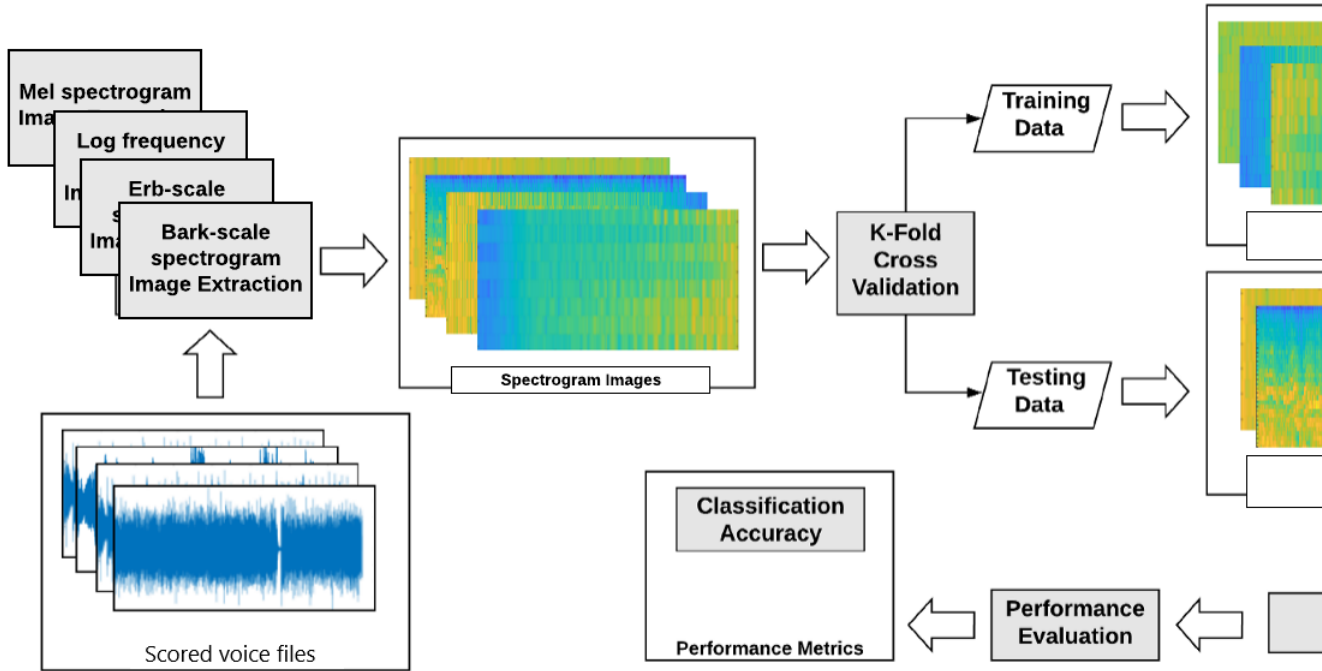 Mel spectrogram
Log frequency
Erb-scale
Bark-scale
spectrogram
Image Extraction
Spectrogram Images
Scored voice files
K-Fold
Cross
Validation
Training
Data
Testing
Data
Classification
Accuracy
Performance Metrics
Performance
Evaluation